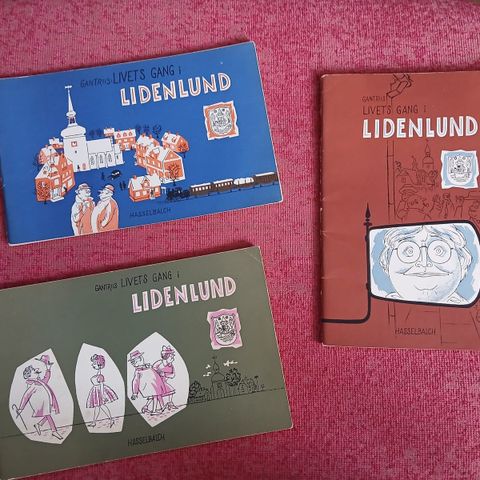 GANTRIIS:
LIVETS GANG i
LIDENLUND
HASSELBALCH
GANTRIIS:
LIVETS GANG i
LIDENLUND
HASSELBALCH
GANTRIIS:
LIVETS GANG i
LIDENLUND
HASSELBALCH